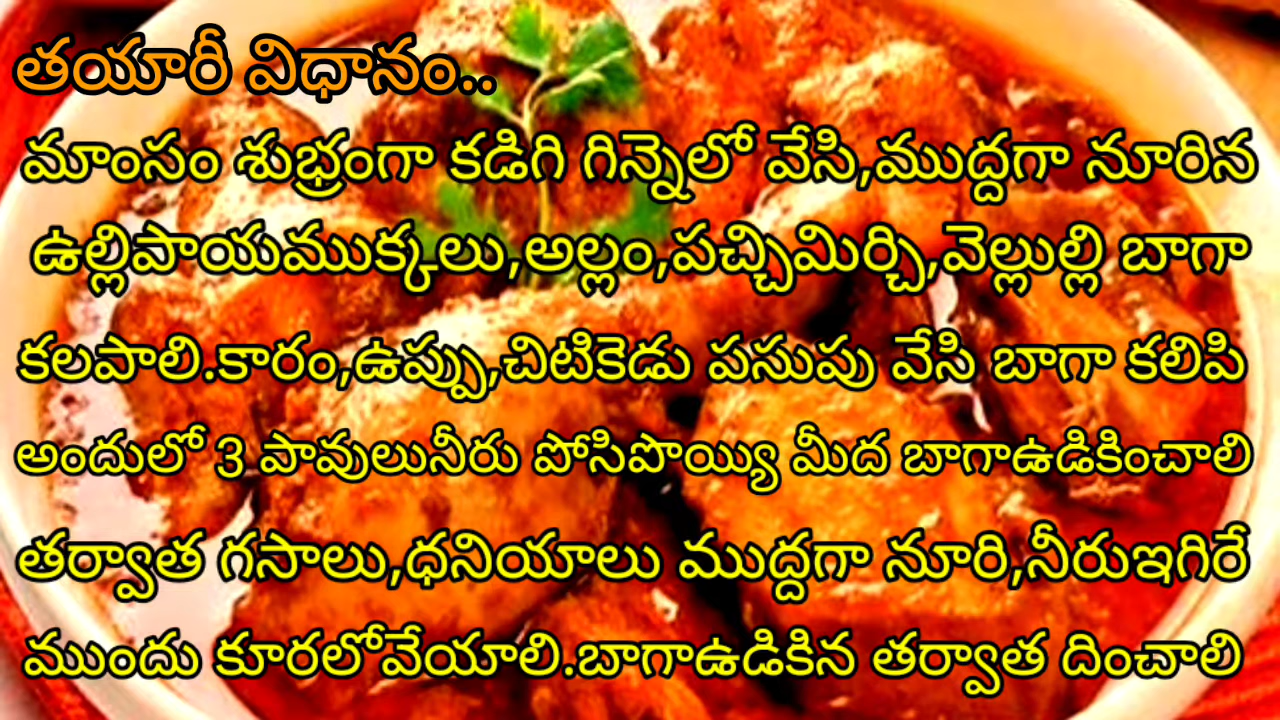 తయారీ విధానం..
మాంసం శుభ్రంగా కడిగి గిన్నెలో వేసి,ముద్దగా నూరిన
ఉల్లిపాయముక్కలు,అల్లం,పచ్చిమిర్చి,వెల్లుల్లి బాగా
కలపాలి.కారం,ఉప్పు,చిటికెడు పసుపు వేసి బాగా కలిపి
అందులో 3 పావులునీరు పోసిపొయ్యి మీద బాగాఉడికించాలి
తర్వాత గసాలు,ధనియాలు ముద్దగా నూరి,నీరుఇగిరే
ముందు కూరలోవేయాలి.బాగాఉడికిన తర్వాత దించాలి